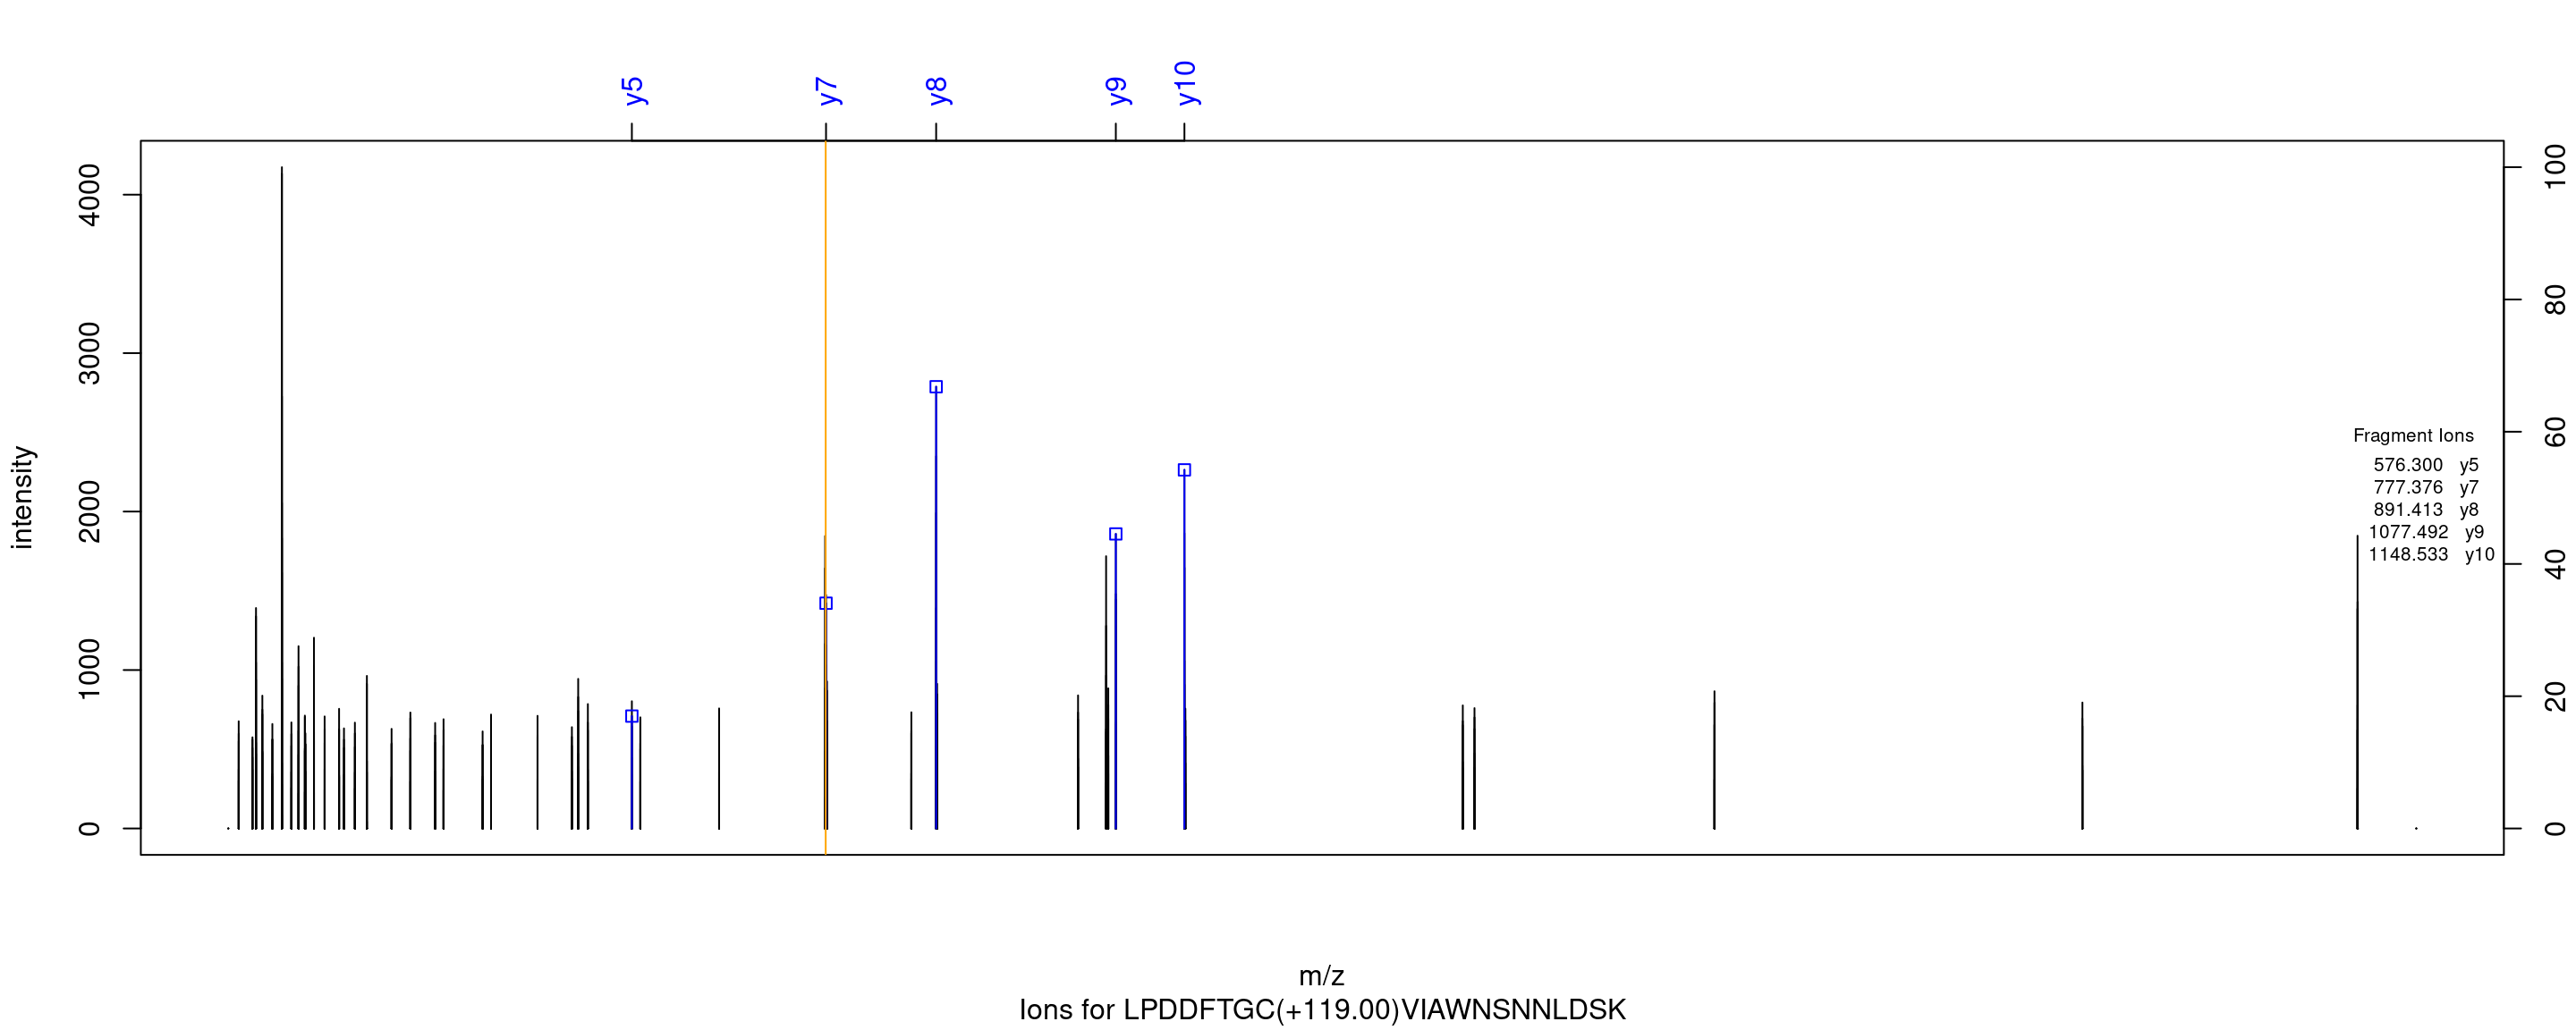 y5 y7 y8 y9 y10
4000
3000
2000
1000
0
intensity
100
80
60
40
20
0
Fragment Ions
576.300 y5
777.376 y7
891.413 y8
1077.492 y9
1148.533 y10
m/z
Ions for LPDDFTGC(+119.00)VIAWNSNNLDSK